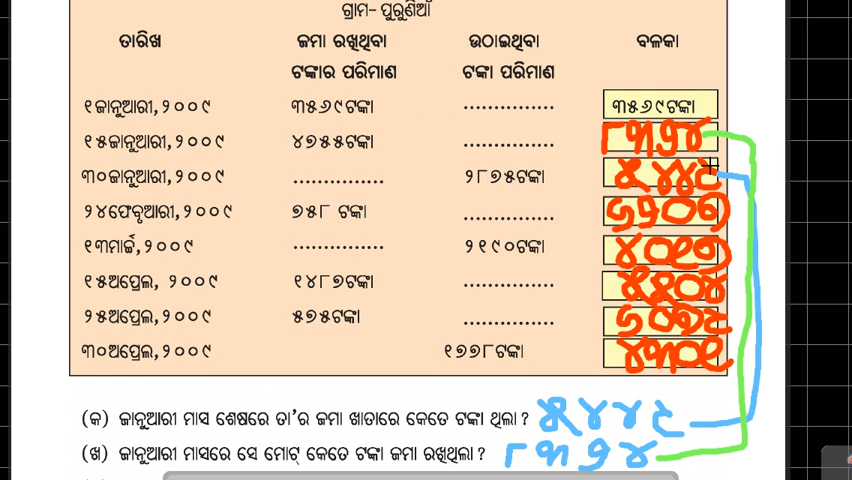 ଗ୍ରାମ- ପୁରୁଣିଆଁ
ତାରିଖ ଜମା ରଖିଥିବା ଉଠାଇଥିବା ବଳକା
ଟଙ୍କାର ପରିମାଣ ଟଙ୍କା ପରିମାଣ
୧ଜାନୁଆରୀ,୨୦୦୯ ୩୫୬୯ଟଙ୍କା ............... ୩୫୬୯ଟଙ୍କା
୧୫ଜାନୁଆରୀ,୨୦୦୯ ୪୭୫୫ଟଙ୍କା ............... ୮୩୨୪
୩୦ଜାନୁଆରୀ,୨୦୦୯ ............... ୨୮୭୫ଟଙ୍କା ୫୪୪୯
୨୪ଫେବୃଆରୀ,୨୦୦୯ ୭୫୮ ଟଙ୍କା ............... ୬୨୦୭
୧୩ମାର୍ଚ୍ଚ,୨୦୦୯ ............... ୨୧୯୦ଟଙ୍କା ୪୦୧୭
୧୫ଅପ୍ରେଲ, ୨୦୦୯ ୧୪୮୭ଟଙ୍କା ............... ୫୫୦୪
୨୫ଅପ୍ରେଲ,୨୦୦୯ ୫୭୫ଟଙ୍କା ............... ୬୦୭୯
୩୦ଅପ୍ରେଲ,୨୦୦୯ ୧୭୭୮ଟଙ୍କା ୪୩୦୧
(କ) ଜାନୁଆରୀ ମାସ ଶେଷରେ ତା'ର ଜମା ଖାତାରେ କେତେ ଟଙ୍କା ଥିଲା? ୫୪୪୯
(ଖ) ଜାନୁଆରୀ ମାସରେ ସେ ମୋଟ୍ କେତେ ଟଙ୍କା ଜମା ରଖିଥିଲା? ୮୩୨୪